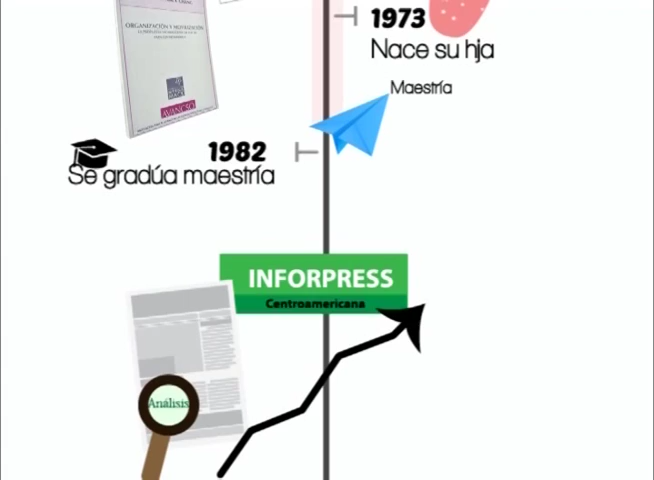 ORGANIZACIÓN Y MOVILIZACIÓN
AVANCSO
1973
Nace su hja
Maestría
1982
Se gradúa maestría
INFORPRESS
Centroamericana
Análisis